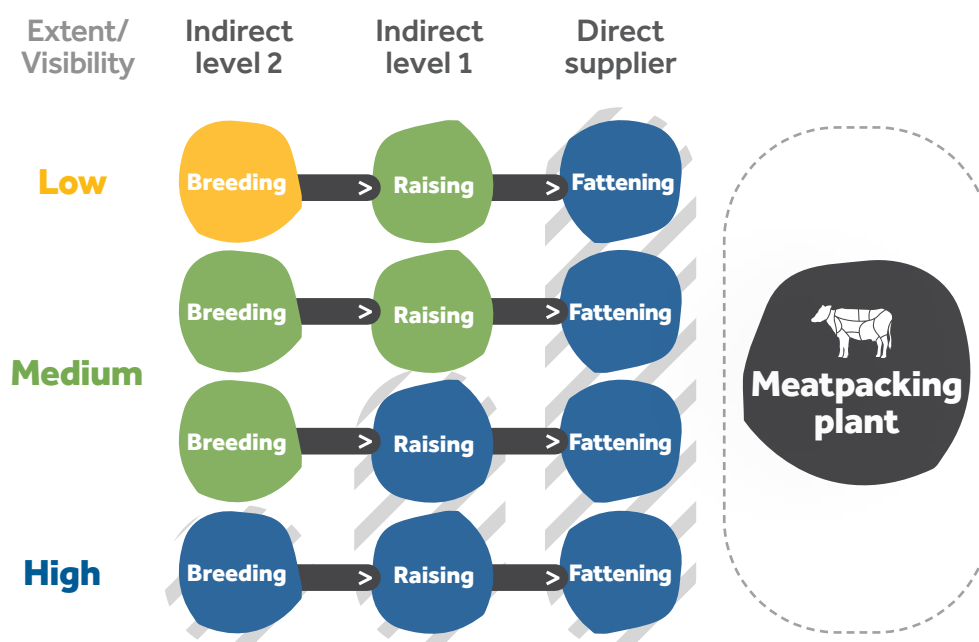 Extent/
Visibility
Indirect
level 2
Indirect
level 1
Direct
supplier
Low
Breeding
>
Raising
>
Fattening
Breeding
>
Raising
>
Fattening
Medium
Breeding
>
Raising
>
Fattening
High
Breeding
>
Raising
>
Fattening
Meatpacking
plant